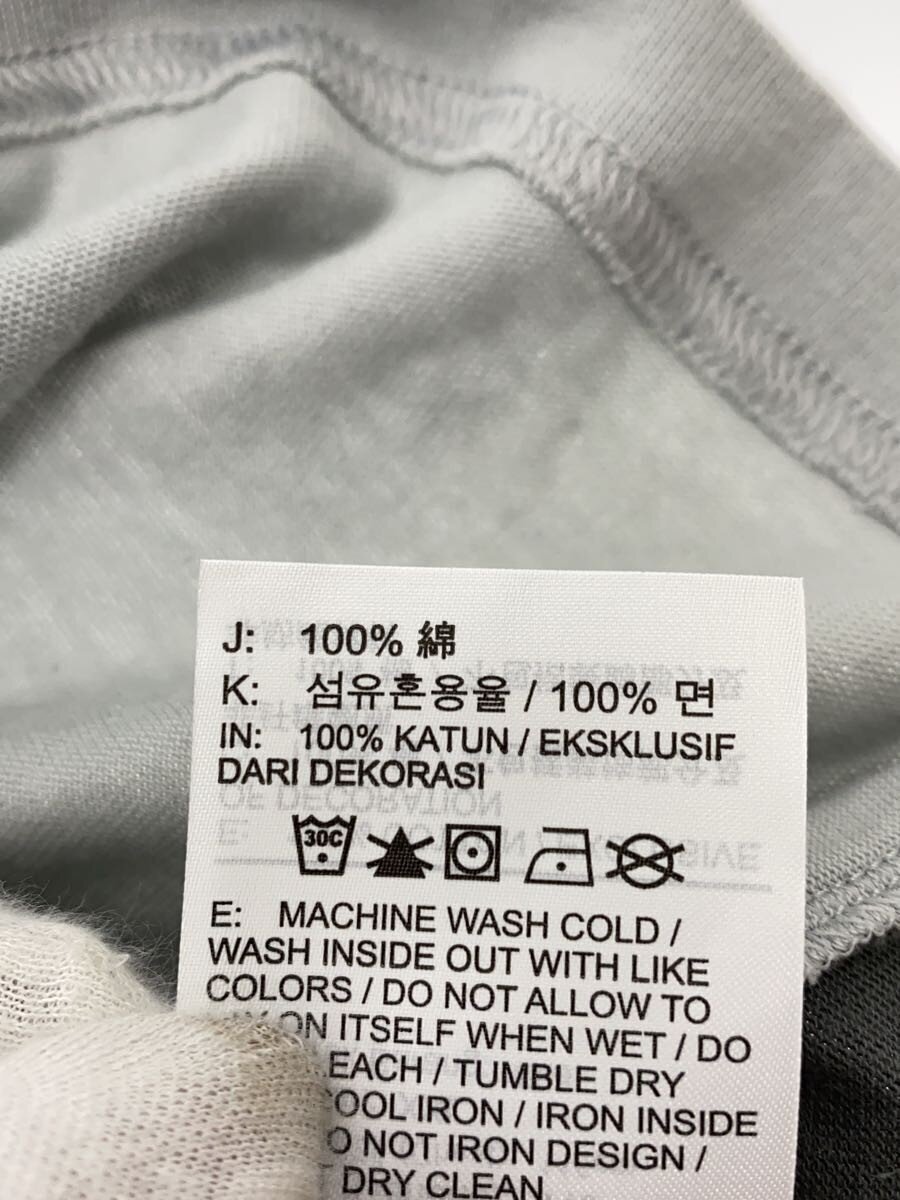 J: 100% 綿
K: 섬유혼용율 / 100% 면
IN: 100% KATUN / EKSKLUSIF
DARI DEKORASI
30C
E: MACHINE WASH COLD /
WASH INSIDE OUT WITH LIKE
COLORS / DO NOT ALLOW TO
ON ITSELF WHEN WET / DO
/ TUMBLE DRY
IRON / IRON INSIDE
NOT IRON DESIGN /
DRY CLEAN.